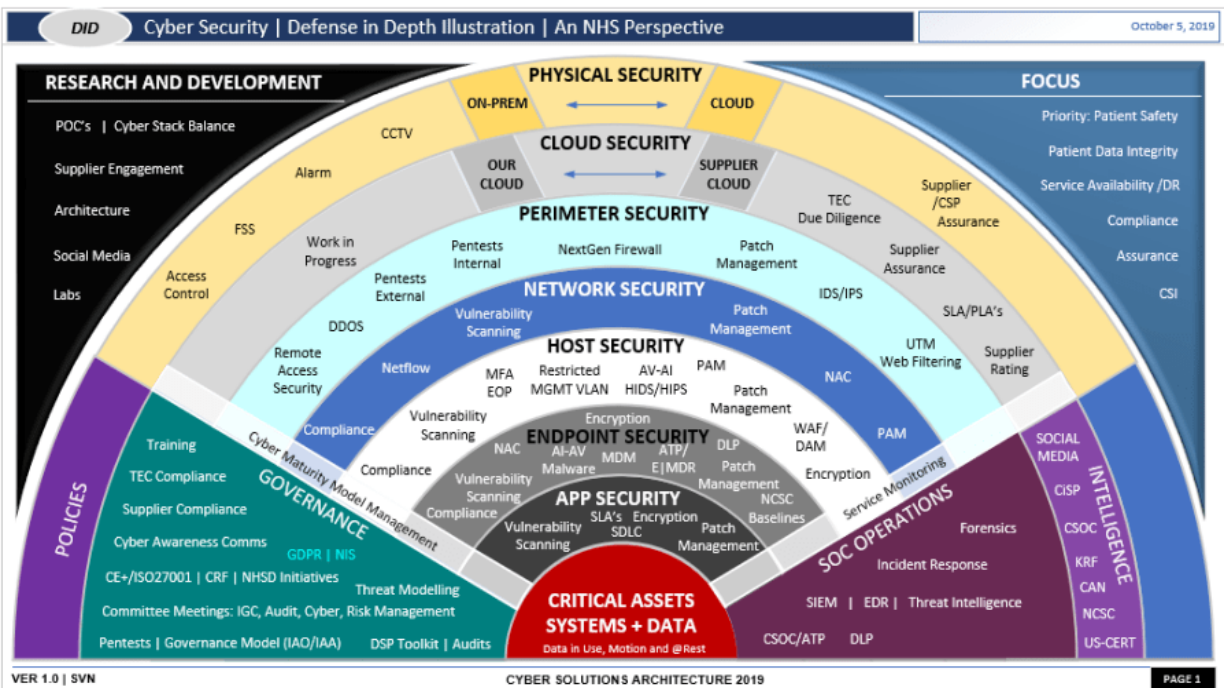 DID
Cyber Security | Defense in Depth Illustration | An NHS Perspective
October 5, 2019
RESEARCH AND DEVELOPMENT
POC's | Cyber Stack Balance
Supplier Engagement
Architecture
Social Media
Labs
FOCUS
Priority: Patient Safety
Patient Data Integrity
Service Availability /DR
Compliance
Assurance
CSI
PHYSICAL SECURITY
ON-PREM
CLOUD
CCTV
Alarm
FSS
Access
Control
Supplier
/CSP
Assurance
CLOUD SECURITY
OUR
CLOUD
SUPPLIER
CLOUD
Work in
Progress
TEC
Due Diligence
Supplier
Assurance
SLA/PLA's
Supplier
Rating
PERIMETER SECURITY
Pentests
Internal
NextGen Firewall
Patch
Management
Pentests
External
IDS/IPS
DDOS
UTM
Web Filtering
Remote
Access
Security
NETWORK SECURITY
Vulnerability
Scanning
Patch
Management
Netflow
NAC
Compliance
PAM
HOST SECURITY
MFA
EOP
Restricted
MGMT VLAN
AV-AI
HIDS/HIPS
PAM
Patch
Management
Vulnerability
Scanning
WAF/
DAM
Compliance
Encryption
Encryption
ENDPOINT SECURITY
NAC
AI-AV
Malware
MDM
ATP/
E|MDR
DLP
Patch
Management
Vulnerability
Scanning
NCSC
Baselines
Compliance
APP SECURITY
SLA's
Encryption
SDLC
Vulnerability
Scanning
Patch
Management
CRITICAL ASSETS
SYSTEMS + DATA
Data in Use, Motion and @Rest
Cyber Maturity Model Management
Service Monitoring
POLICIES
GOVERNANCE
Training
TEC Compliance
Supplier Compliance
Cyber Awareness Comms
GDPR | NIS
CE+/ISO27001 | CRF | NHSD Initiatives
Threat Modelling
Committee Meetings: IGC, Audit, Cyber, Risk Management
Pentests | Governance Model (IAO/IAA)
DSP Toolkit | Audits
SOC OPERATIONS
Forensics
Incident Response
SIEM | EDR | Threat Intelligence
CSOC/ATP
DLP
INTELLIGENCE
SOCIAL
MEDIA
CiSP
CSOC
KRF
CAN
NCSC
US-CERT
VER 1.0 | SVN
CYBER SOLUTIONS ARCHITECTURE 2019
PAGE 1